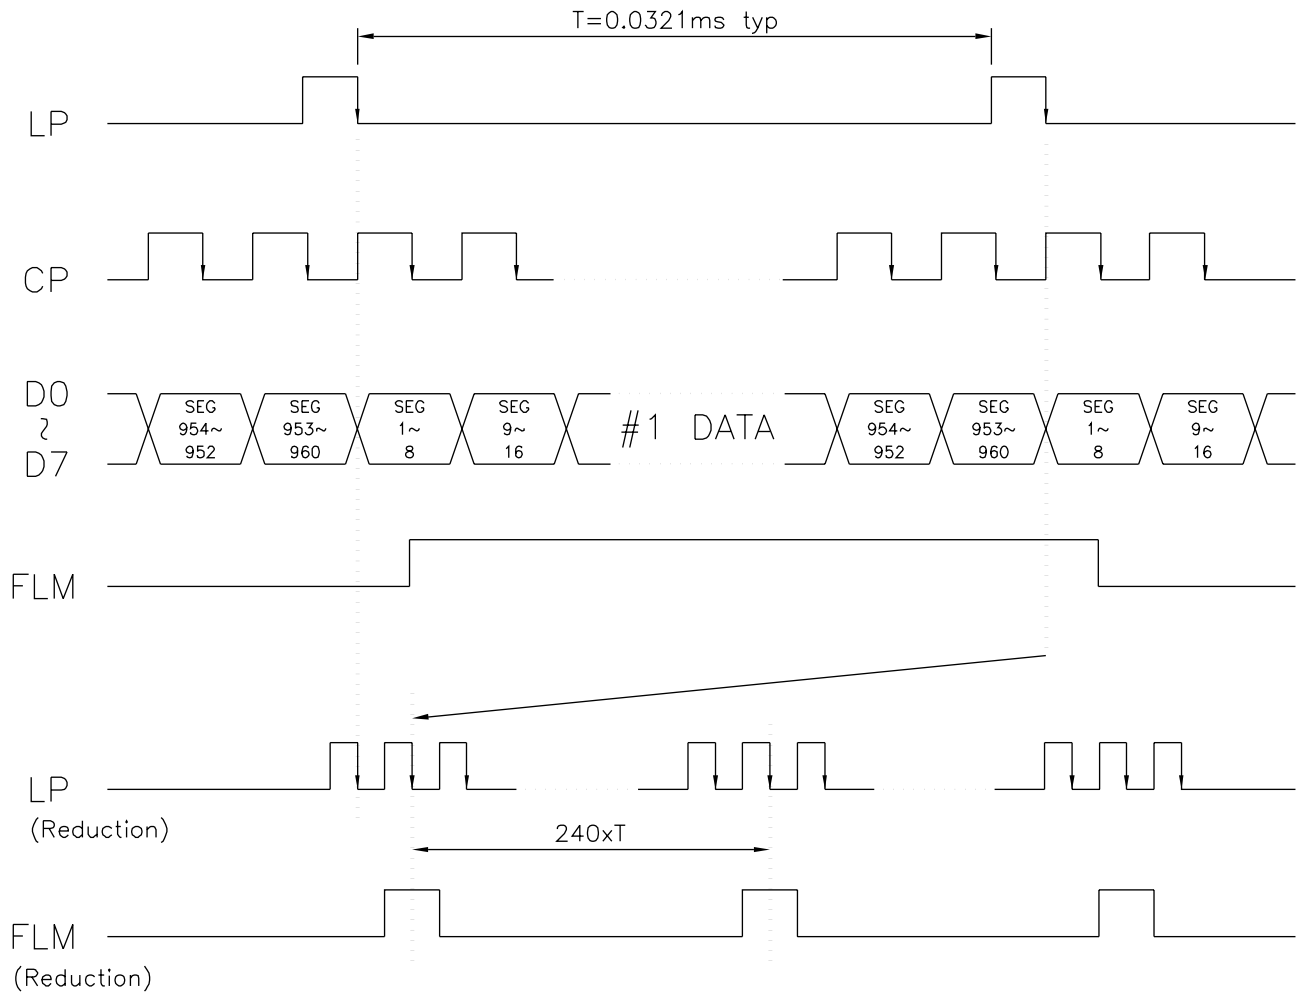 T=0.0321ms typ
LP
CP
D0
~
D7
SEG
954~
952
SEG
953~
960
SEG
1~
8
SEG
9~
16
#1 DATA
SEG
954~
952
SEG
953~
960
SEG
1~
8
SEG
9~
16
FLM
LP
(Reduction)
240xT
FLM
(Reduction)